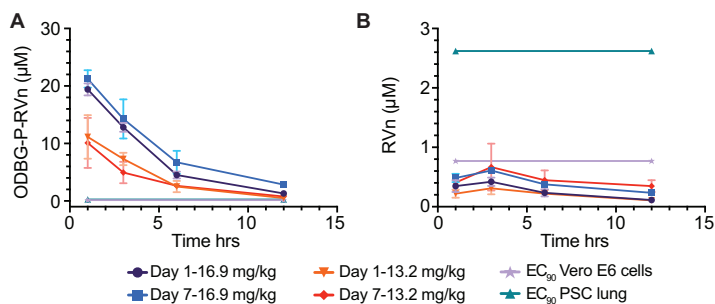 A
B
ODBG-P-RVn (μM)
30
20
10
0
0
5
10
15
Time hrs
RVn (μM)
3
2
1
0
0
5
10
15
Time hrs
Day 1-16.9 mg/kg
Day 1-13.2 mg/kg
EC₉₀ Vero E6 cells
Day 7-16.9 mg/kg
Day 7-13.2 mg/kg
EC₉₀ PSC lung